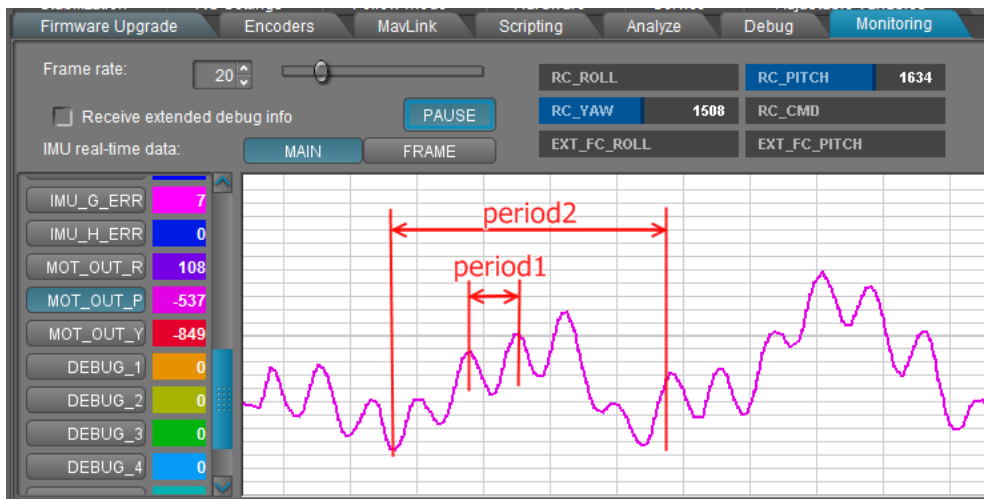 Firmware Upgrade Encoders MavLink Scripting Analyze Debug Monitoring
Frame rate: 20
RC_ROLL RC_PITCH 1634
Receive extended debug info PAUSE
RC_YAW 1508 RC_CMD
IMU real-time data: MAIN FRAME
EXT_FC_ROLL EXT_FC_PITCH
IMU_G_ERR 7
IMU_H_ERR 0
MOT_OUT_R 108
MOT_OUT_P -537
MOT_OUT_Y -849
DEBUG_1 0
DEBUG_2 0
DEBUG_3 0
DEBUG_4 0
period2
period1